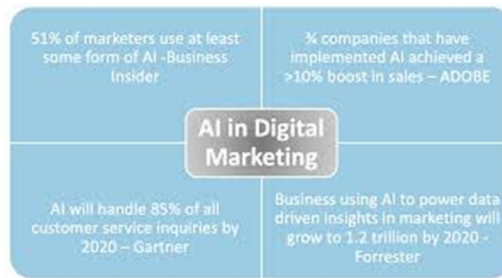 51% of marketers use at least
some form of AI -Business
Insider
¾ companies that have
implemented AI achieved a
>10% boost in sales – ADOBE
AI in Digital
Marketing
AI will handle 85% of all
customer service inquiries
by 2020 – Gartner
Business using AI to power data
driven insights in marketing will
grow to 1.2 trillion by 2020 -
Forrester